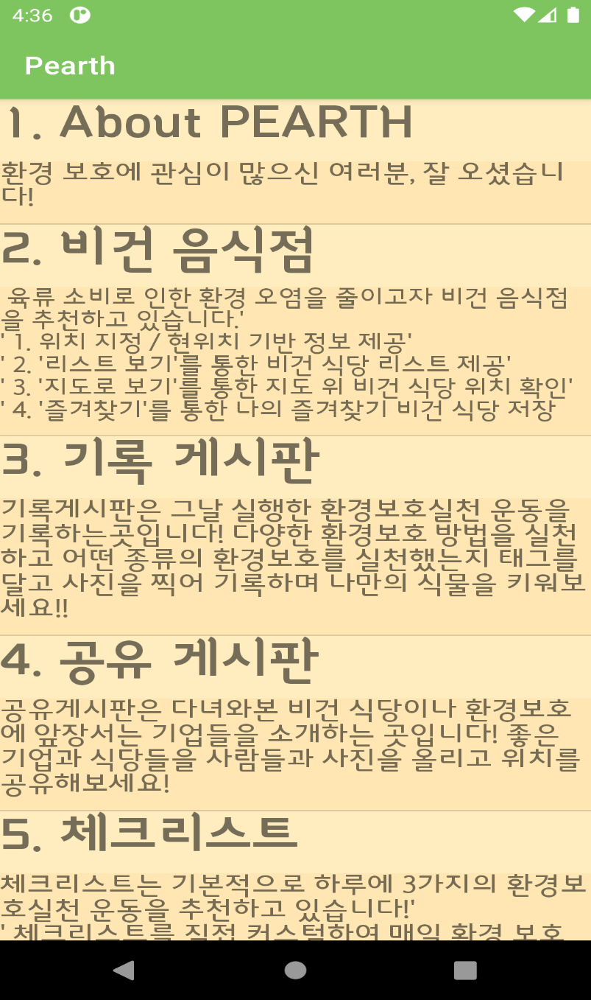 4:36
Pearth
1. About PEARTH
환경 보호에 관심이 많으신 여러분, 잘 오셨습니
다!
2. 비건 음식점
육류 소비로 인한 환경 오염을 줄이고자 비건 음식점
을 추천하고 있습니다.'
' 1. 위치 지정 / 현위치 기반 정보 제공'
' 2. '리스트 보기'를 통한 비건 식당 리스트 제공'
' 3. '지도로 보기'를 통한 지도 위 비건 식당 위치 확인'
' 4. '즐겨찾기'를 통한 나의 즐겨찾기 비건 식당 저장
3. 기록 게시판
기록게시판은 그날 실행한 환경보호실천 운동을
기록하는곳입니다! 다양한 환경보호 방법을 실천
하고 어떤 종류의 환경보호를 실천했는지 태그를
달고 사진을 찍어 기록하며 나만의 식물을 키워보
세요!!
4. 공유 게시판
공유게시판은 다녀와본 비건 식당이나 환경보호
에 앞장서는 기업들을 소개하는 곳입니다! 좋은
기업과 식당들을 사람들과 사진을 올리고 위치를
공유해보세요!
5. 체크리스트
체크리스트는 기본적으로 하루에 3가지의 환경보
호실천 운동을 추천하고 있습니다!'
' 체크리스트를 직접 커스텀하여 매일 환경 보호